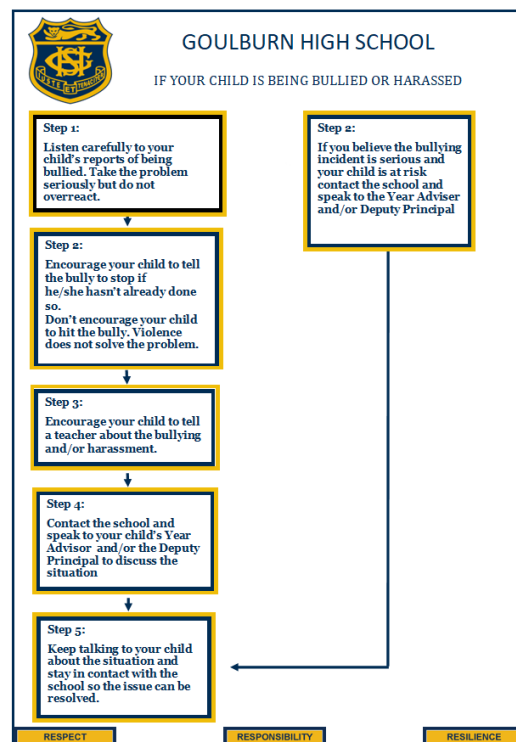 GOULBURN HIGH SCHOOL
IF YOUR CHILD IS BEING BULLIED OR HARASSED
Step 1:
Listen carefully to your
child's reports of being
bullied. Take the problem
seriously but do not
overreact.
Step 2:
Encourage your child to tell
the bully to stop if
he/she hasn't already done
so.
Don't encourage your child
to hit the bully. Violence
does not solve the problem.
Step 3:
Encourage your child to tell
a teacher about the bullying
and/or harassment.
Step 4:
Contact the school and
speak to your child's Year
Advisor and/or the Deputy
Principal to discuss the
situation
Step 5:
Keep talking to your child
about the situation and
stay in contact with the
school so the issue can be
resolved.
Step 2:
If you believe the bullying
incident is serious and
your child is at risk
contact the school and
speak to the Year Adviser
and/or Deputy Principal
RESPECT
RESPONSIBILITY
RESILIENCE